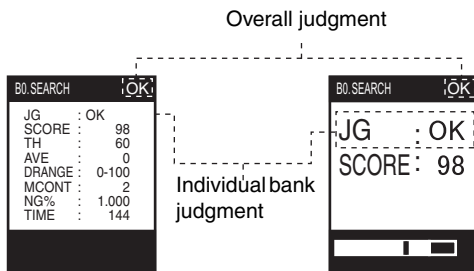 Overall judgment
B0.SEARCH OK
JG : OK
SCORE : 98
TH : 60
AVE : 0
DRANGE : 0-100
MCONT : 2
NG% : 1.000
TIME : 144
Individual bank
judgment
B0.SEARCH OK
JG : OK
SCORE : 98